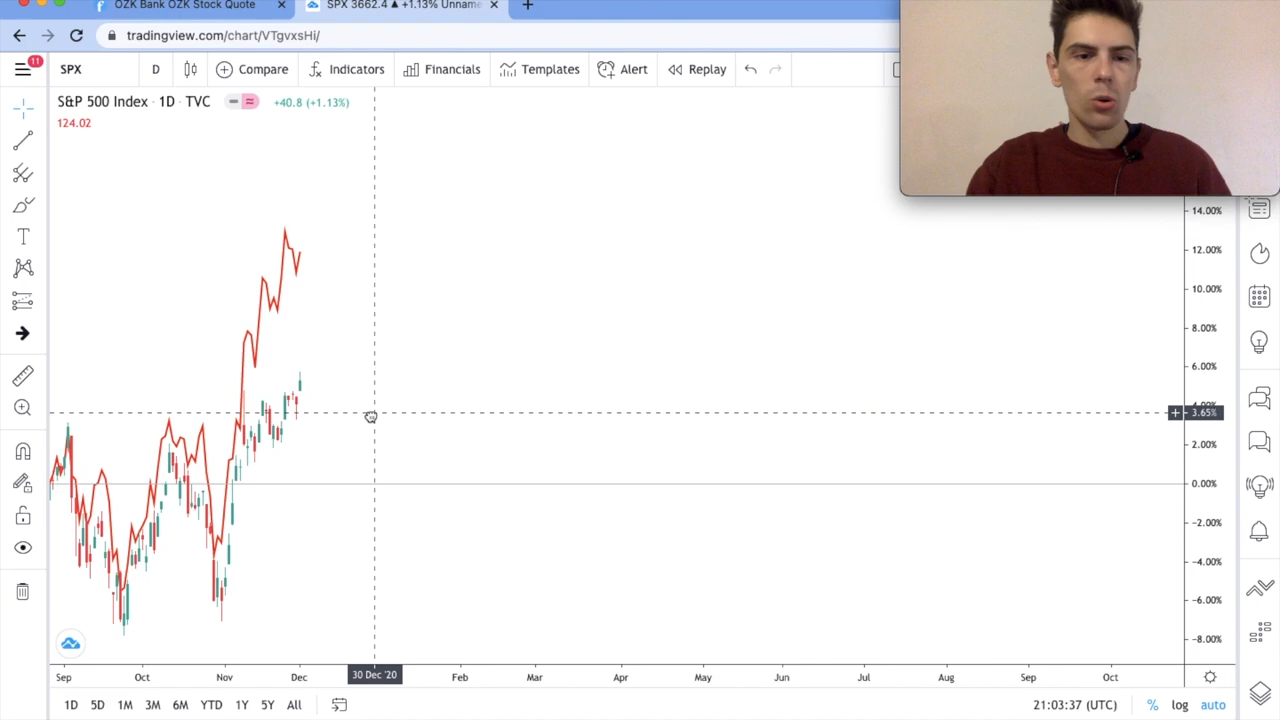 OZK Bank OZK Stock Quote
SPX 3662.4 ▲ +1.13% Unname
tradingview.com/chart/VTgvxsHi/
11
SPX D Compare Indicators Financials Templates Alert Replay
S&P 500 Index · 1D · TVC +40.8 (+1.13%)
124.02
14.00%
12.00%
10.00%
8.00%
6.00%
4.00%
3.65%
2.00%
0.00%
−2.00%
−4.00%
−6.00%
−8.00%
Sep Oct Nov Dec 30 Dec '20 Feb Mar Apr May Jun Jul Aug Sep Oct
1D 5D 1M 3M 6M YTD 1Y 5Y All 21:03:37 (UTC) % log auto